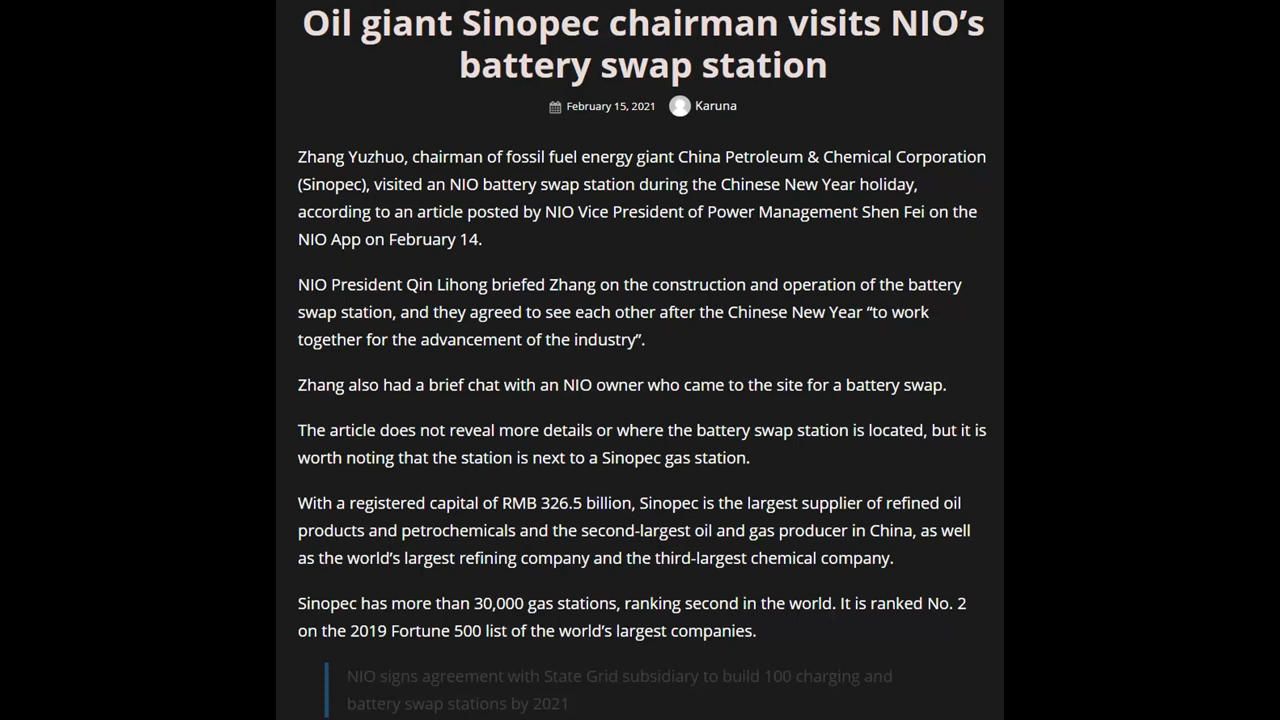 Oil giant Sinopec chairman visits NIO’s
battery swap station
February 15, 2021 Karuna
Zhang Yuzhuo, chairman of fossil fuel energy giant China Petroleum & Chemical Corporation
(Sinopec), visited an NIO battery swap station during the Chinese New Year holiday,
according to an article posted by NIO Vice President of Power Management Shen Fei on the
NIO App on February 14.
NIO President Qin Lihong briefed Zhang on the construction and operation of the battery
swap station, and they agreed to see each other after the Chinese New Year “to work
together for the advancement of the industry”.
Zhang also had a brief chat with an NIO owner who came to the site for a battery swap.
The article does not reveal more details or where the battery swap station is located, but it is
worth noting that the station is next to a Sinopec gas station.
With a registered capital of RMB 326.5 billion, Sinopec is the largest supplier of refined oil
products and petrochemicals and the second-largest oil and gas producer in China, as well
as the world’s largest refining company and the third-largest chemical company.
Sinopec has more than 30,000 gas stations, ranking second in the world. It is ranked No. 2
on the 2019 Fortune 500 list of the world’s largest companies.
NIO signs agreement with State Grid subsidiary to build 100 charging and
battery swap stations by 2021